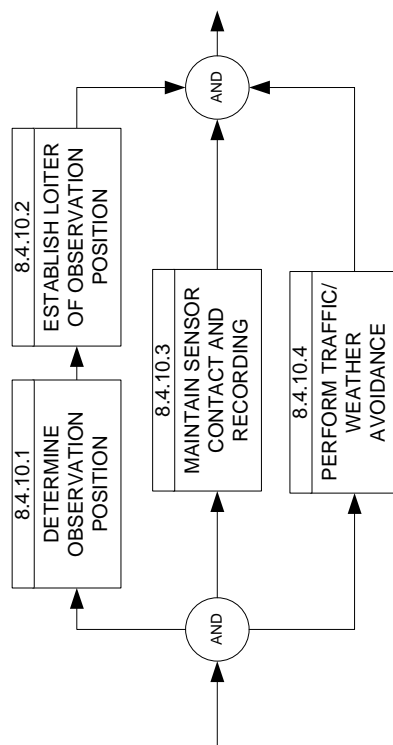 AND
8.4.10.1
DETERMINE
OBSERVATION
POSITION
8.4.10.2
ESTABLISH LOITER
OF OBSERVATION
POSITION
8.4.10.3
MAINTAIN SENSOR
CONTACT AND
RECORDING
8.4.10.4
PERFORM TRAFFIC/
WEATHER
AVOIDANCE
AND